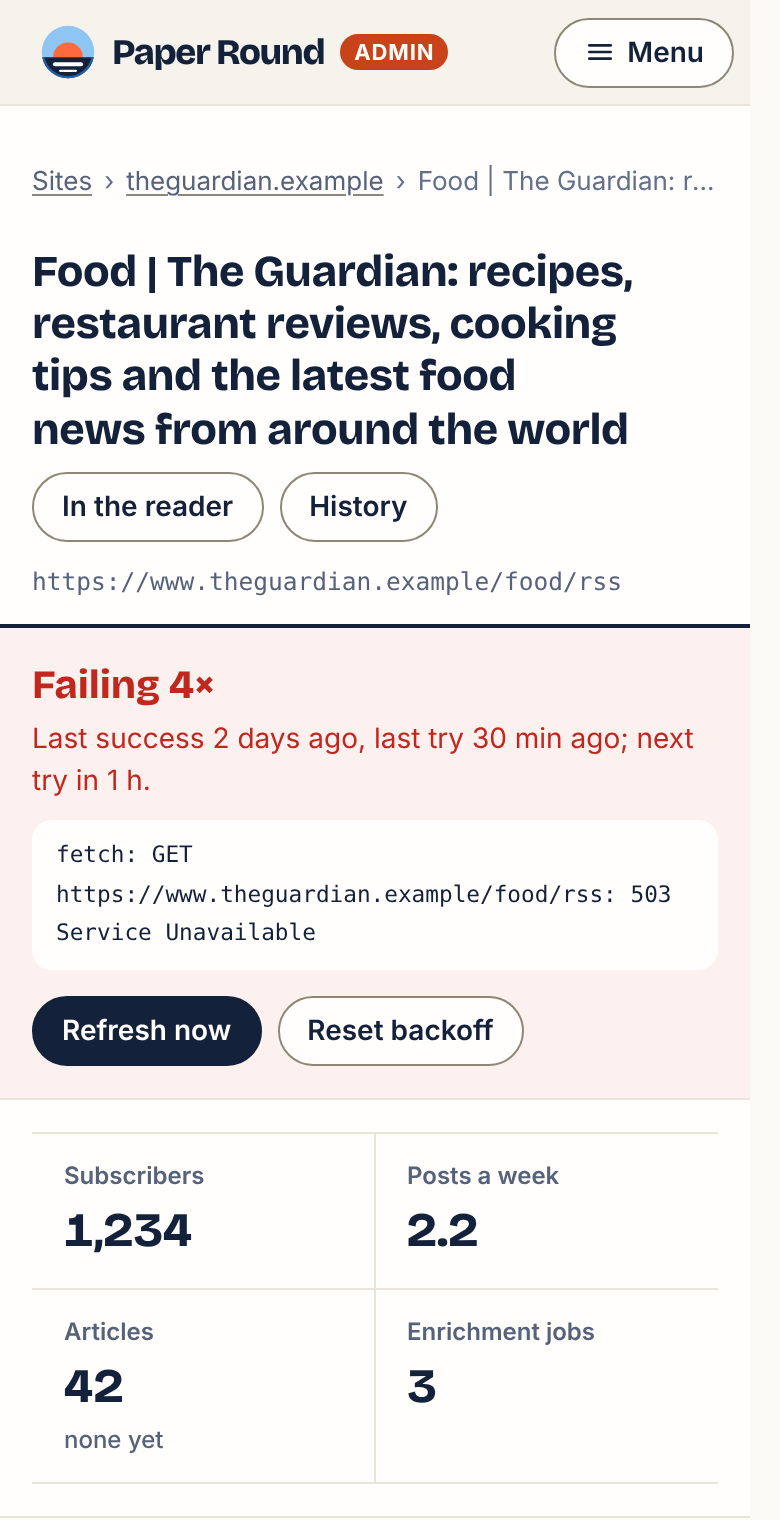 Paper Round ADMIN Menu
Sites › theguardian.example › Food | The Guardian: r...
Food | The Guardian: recipes,
restaurant reviews, cooking
tips and the latest food
news from around the world
In the reader History
https://www.theguardian.example/food/rss
Failing 4×
Last success 2 days ago, last try 30 min ago; next
try in 1 h.
fetch: GET
https://www.theguardian.example/food/rss: 503
Service Unavailable
Refresh now Reset backoff
Subscribers Posts a week
1,234 2.2
Articles Enrichment jobs
42 3
none yet